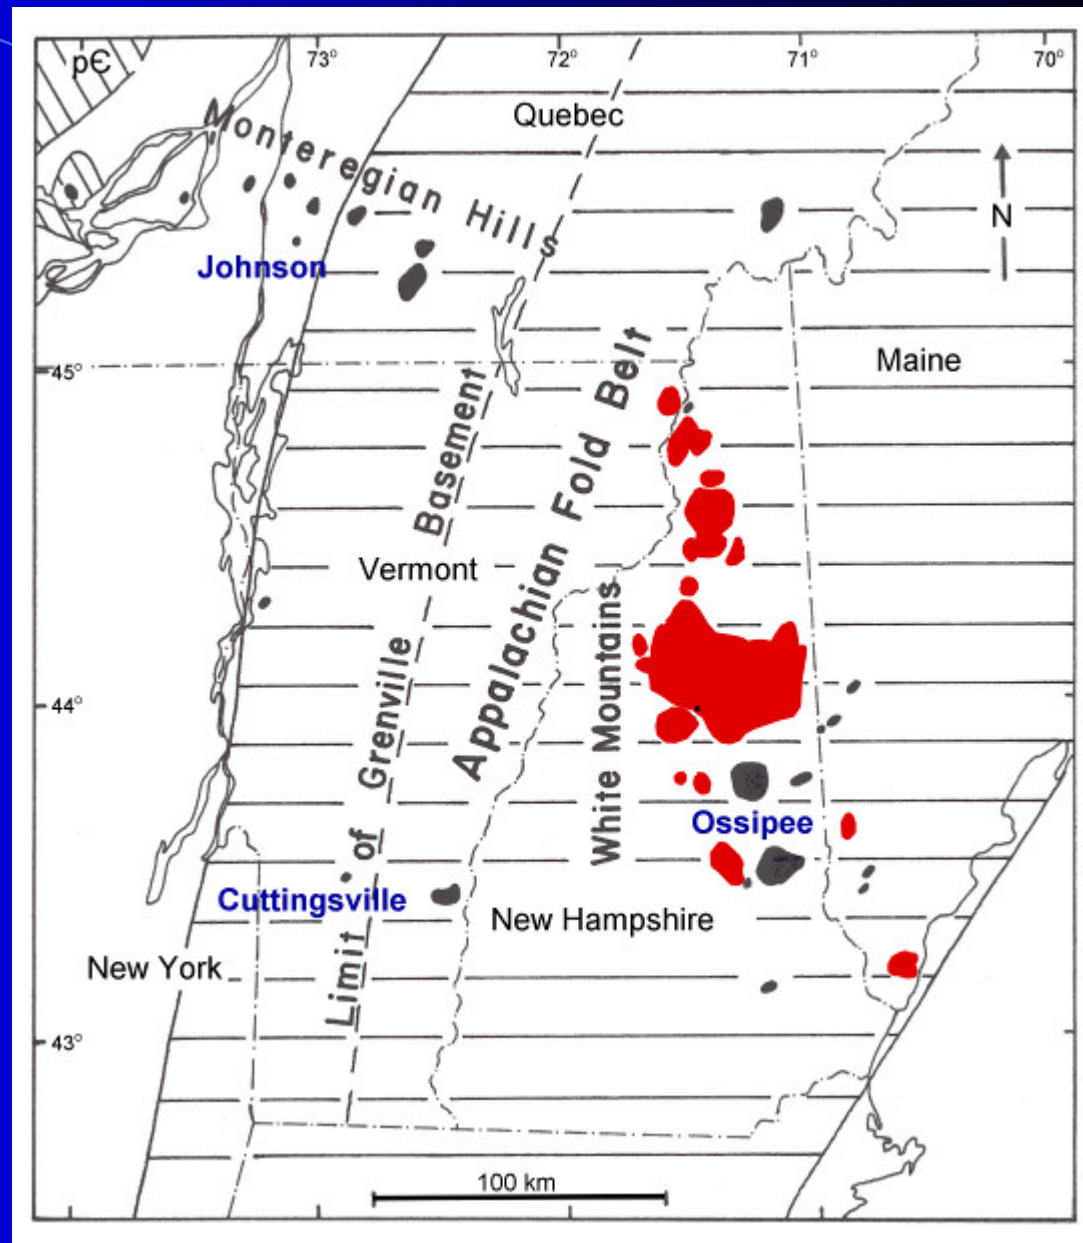 pЄ
73°
72°
71°
70°
Quebec
Monteregian Hills
N
Johnson
45°
Maine
Limit of Grenville Basement
Appalachian Fold Belt
Vermont
White Mountains
44°
Ossipee
Cuttingsville
New Hampshire
New York
43°
100 km